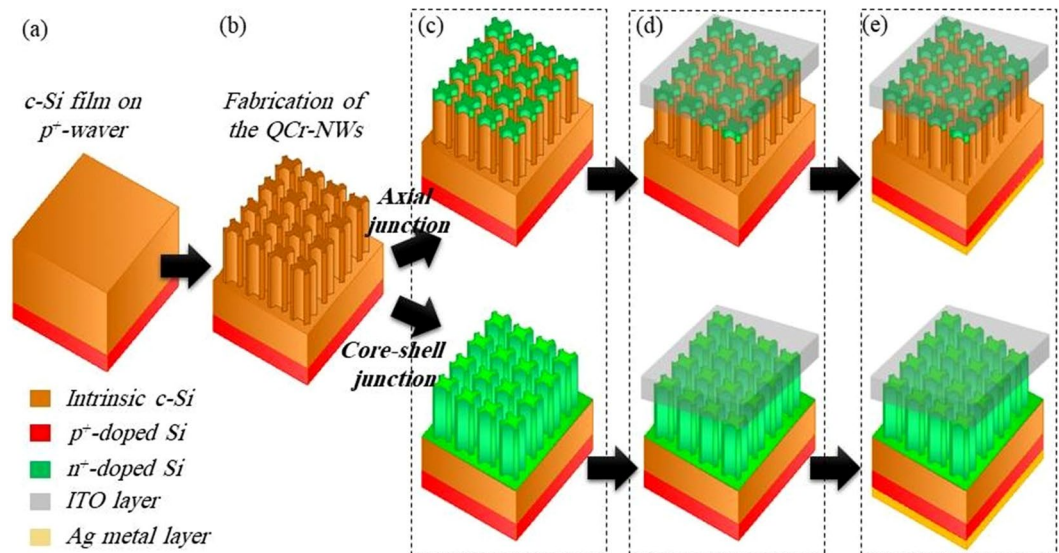 (a)
(b)
(c)
(d)
(e)
c-Si film on
p⁺-waver
Fabrication of
the QCr-NWs
Axial
junction
Core-shell
junction
Intrinsic c-Si
p⁺-doped Si
n⁺-doped Si
ITO layer
Ag metal layer